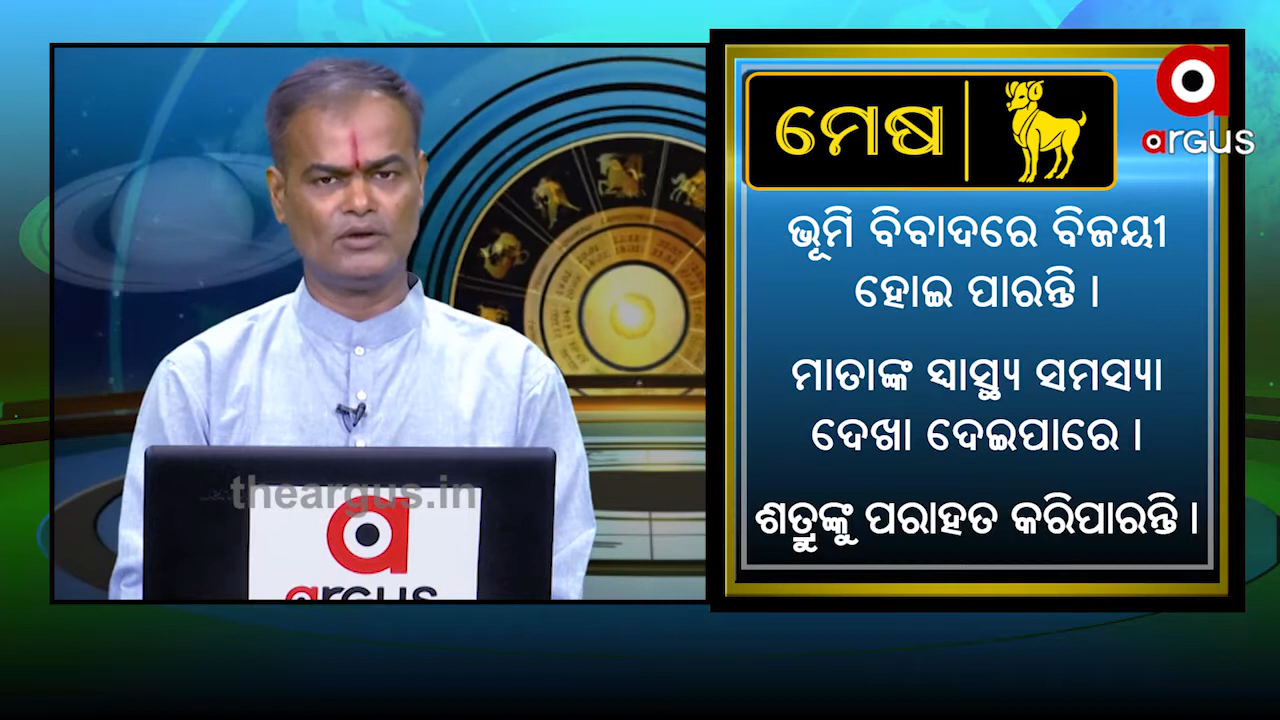 ମେଷ
argus
ଭୂମି ବିବାଦରେ ବିଜୟୀ
ହୋଇ ପାରନ୍ତି ।
ମାତାଙ୍କ ସ୍ୱାସ୍ଥ୍ୟ ସମସ୍ୟା
ଦେଖା ଦେଇପାରେ ।
ଶତ୍ରୁଙ୍କୁ ପରାହତ କରିପାରନ୍ତି ।
theargus.in
argus